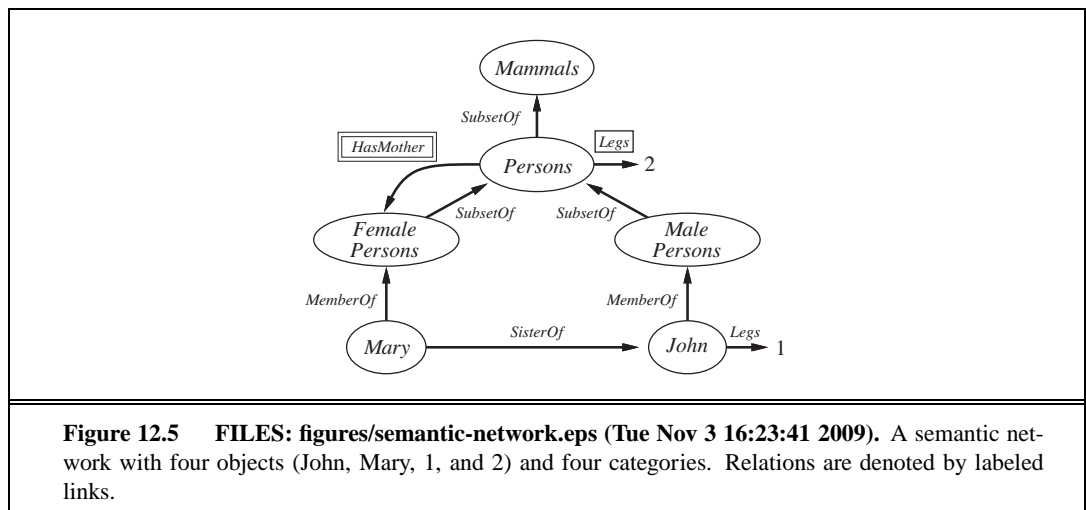 Mammals
SubsetOf
HasMother
Legs
Persons
2
SubsetOf
SubsetOf
Female
Persons
Male
Persons
MemberOf
MemberOf
Mary
SisterOf
John
Legs
1
Figure 12.5 FILES: figures/semantic-network.eps (Tue Nov 3 16:23:41 2009). A semantic net-
work with four objects (John, Mary, 1, and 2) and four categories. Relations are denoted by labeled
links.